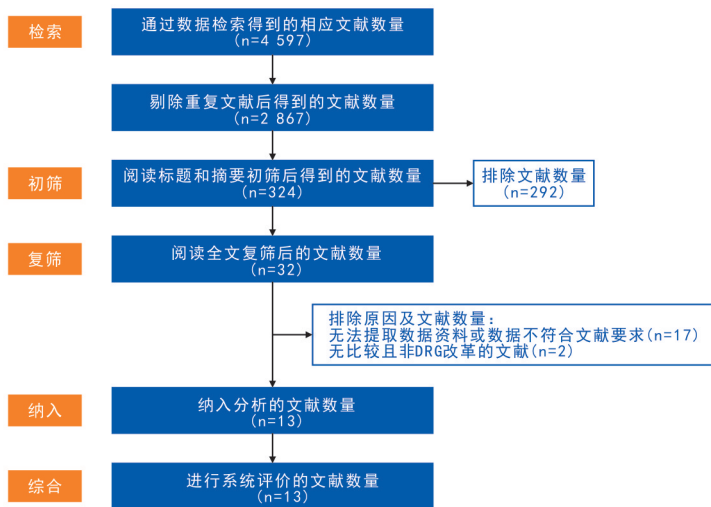 检索
通过数据检索得到的相应文献数量
(n=4 597)
剔除重复文献后得到的文献数量
(n=2 867)
初筛
阅读标题和摘要初筛后得到的文献数量
(n=324)
排除文献数量
(n=292)
复筛
阅读全文复筛后的文献数量
(n=32)
排除原因及文献数量：
无法提取数据资料或数据不符合文献要求(n=17)
无比较且非DRG改革的文献(n=2)
纳入
纳入分析的文献数量
(n=13)
综合
进行系统评价的文献数量
(n=13)